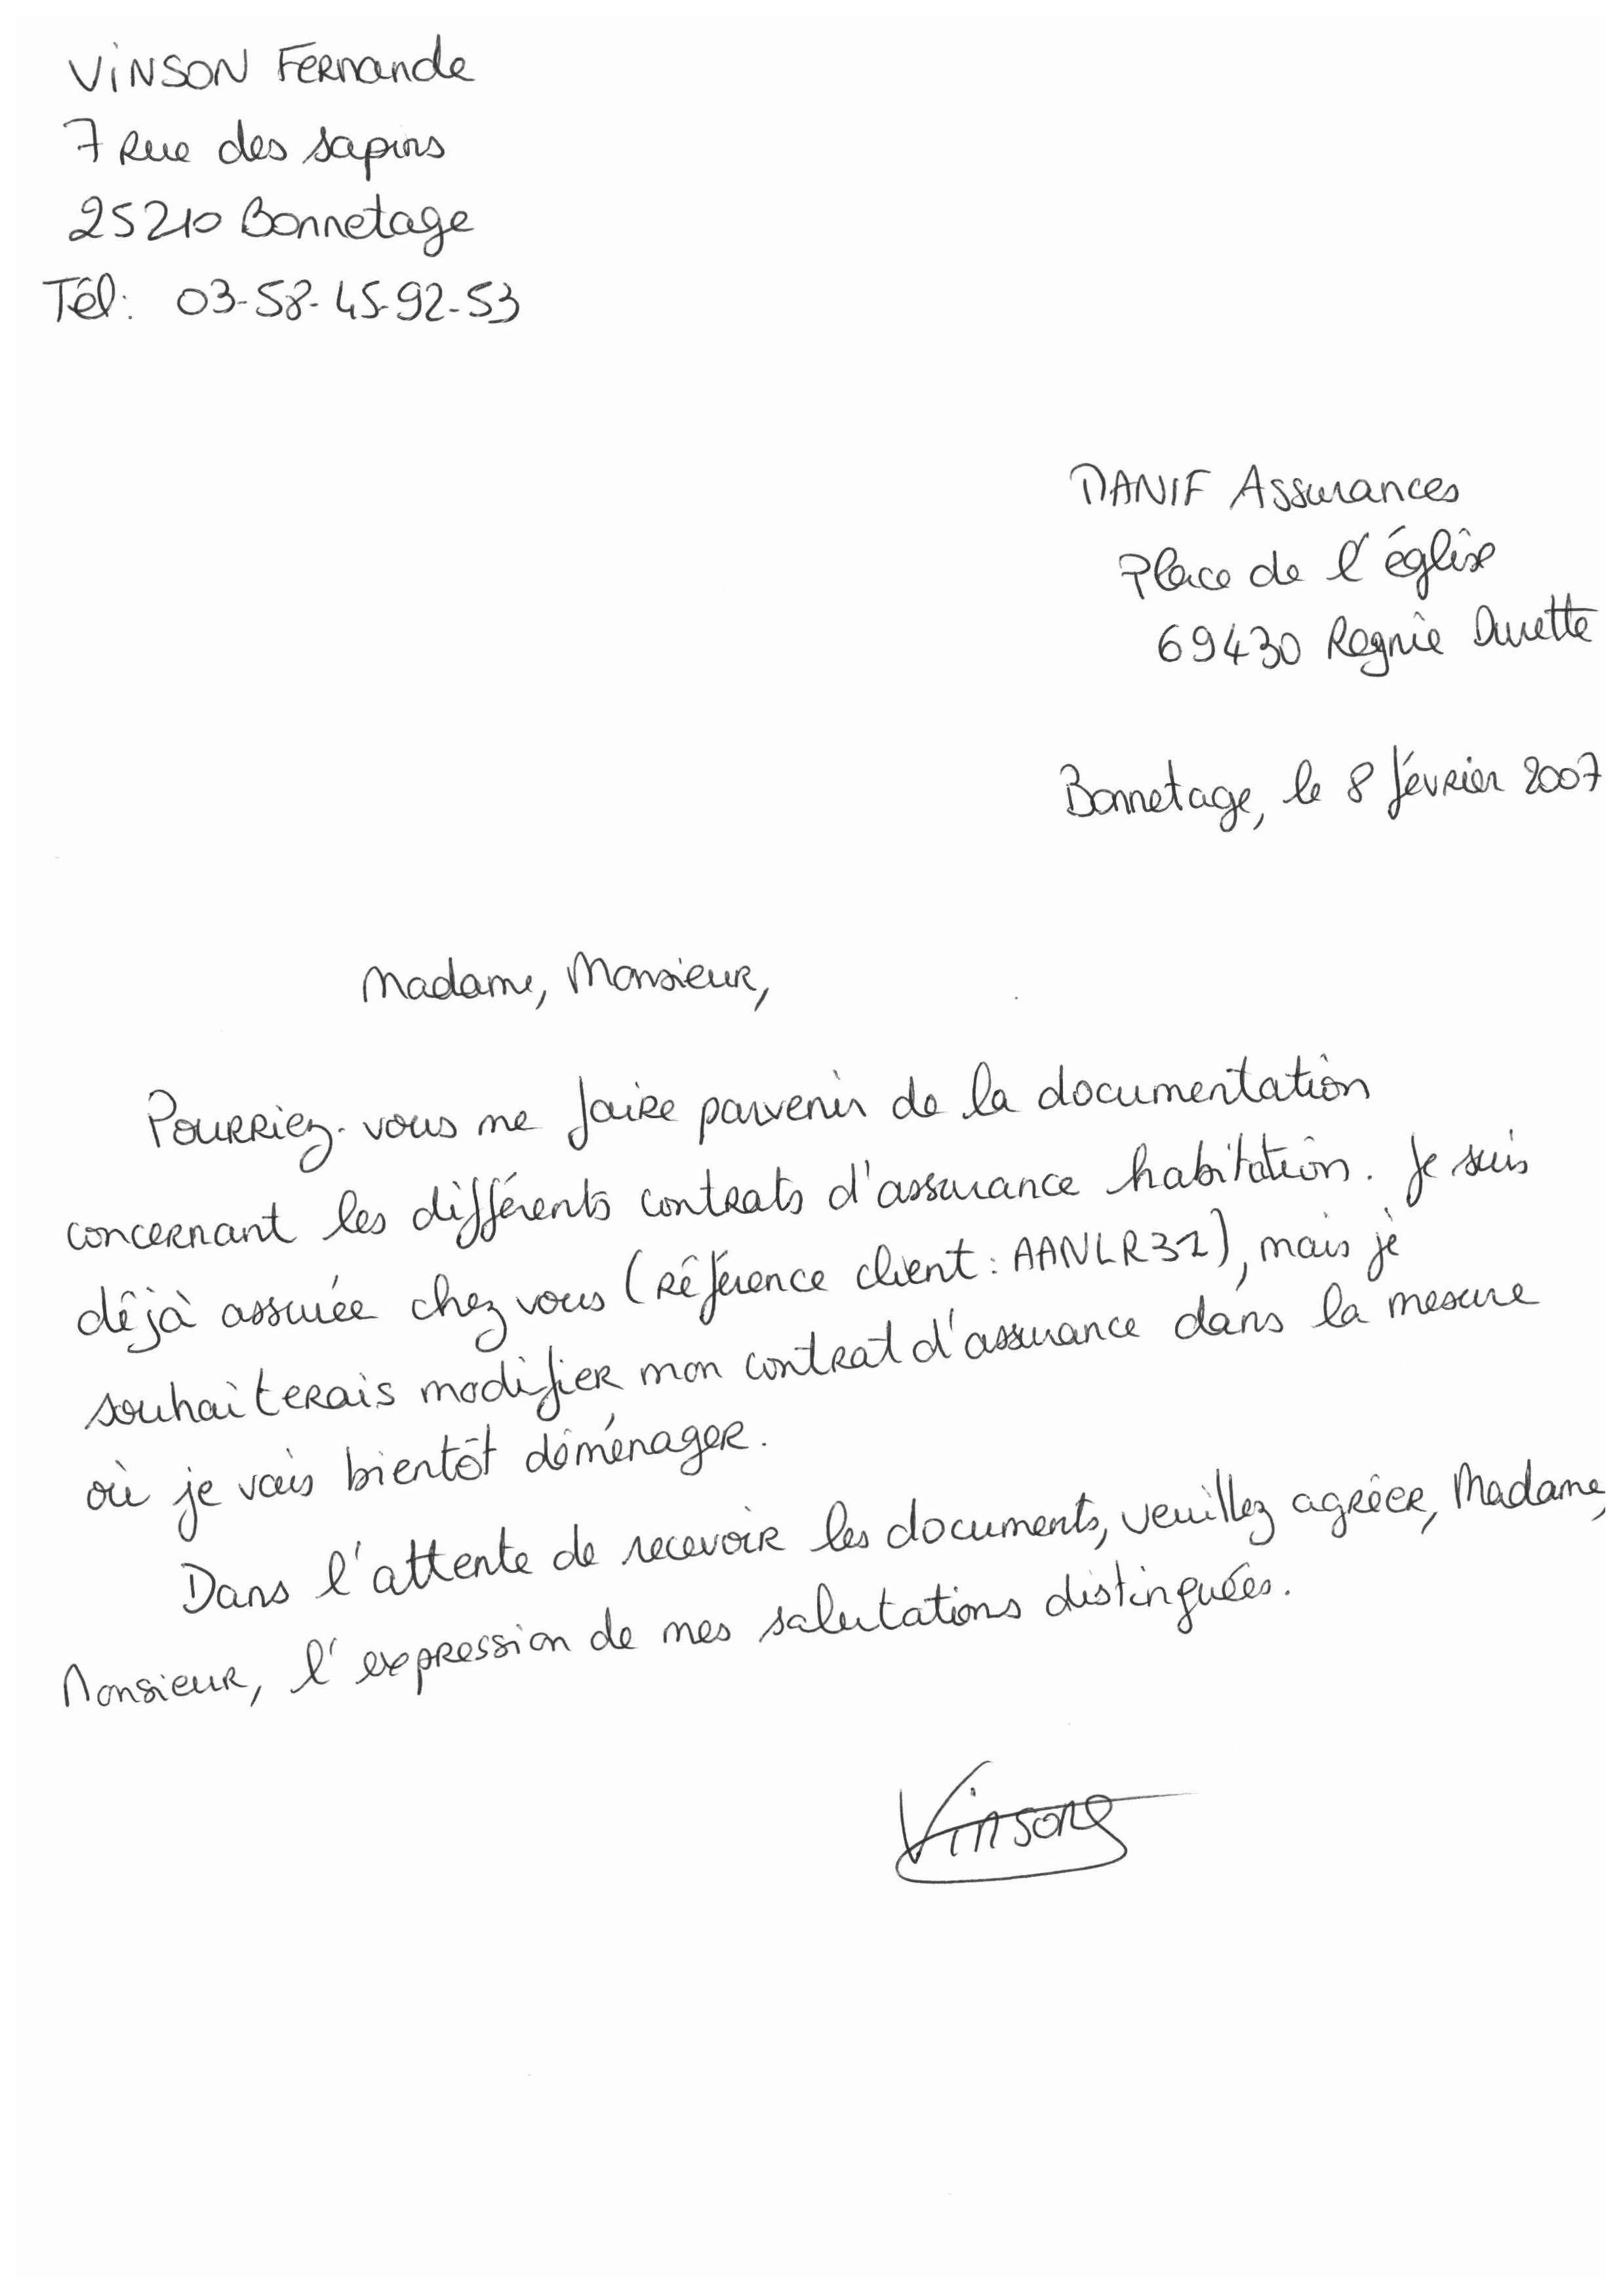 VINSON Fernande
7 Rue des sapins
25210 Bonnetage
Tél: 03-58-45-92-53
DANIF Assurances
Place de l'église
69430 Regnie Durette
Bonnetage, le 8 février 2007
Madame, Monsieur,
Pourriez-vous me faire parvenir de la documentation
concernant les différents contrats d'assurance habitation. Je suis
déjà assurée chez vous (référence client : AANLR31), mais je
souhaiterais modifier mon contrat d'assurance dans la mesure
où je vais bientôt déménager.
Dans l'attente de recevoir les documents, veuillez agréer, Madame,
Monsieur, l'expression de mes salutations distinguées.
Vinson